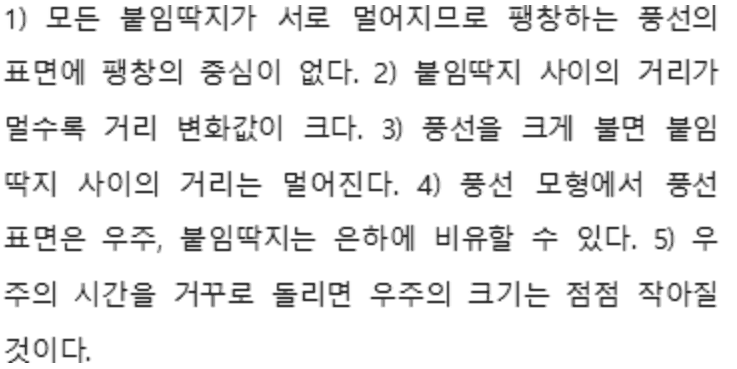 1) 모든 붙임딱지가 서로 멀어지므로 팽창하는 풍선의
표면에 팽창의 중심이 없다. 2) 붙임딱지 사이의 거리가
멀수록 거리 변화값이 크다. 3) 풍선을 크게 불면 붙임
딱지 사이의 거리는 멀어진다. 4) 풍선 모형에서 풍선
표면은 우주, 붙임딱지는 은하에 비유할 수 있다. 5) 우
주의 시간을 거꾸로 돌리면 우주의 크기는 점점 작아질
것이다.